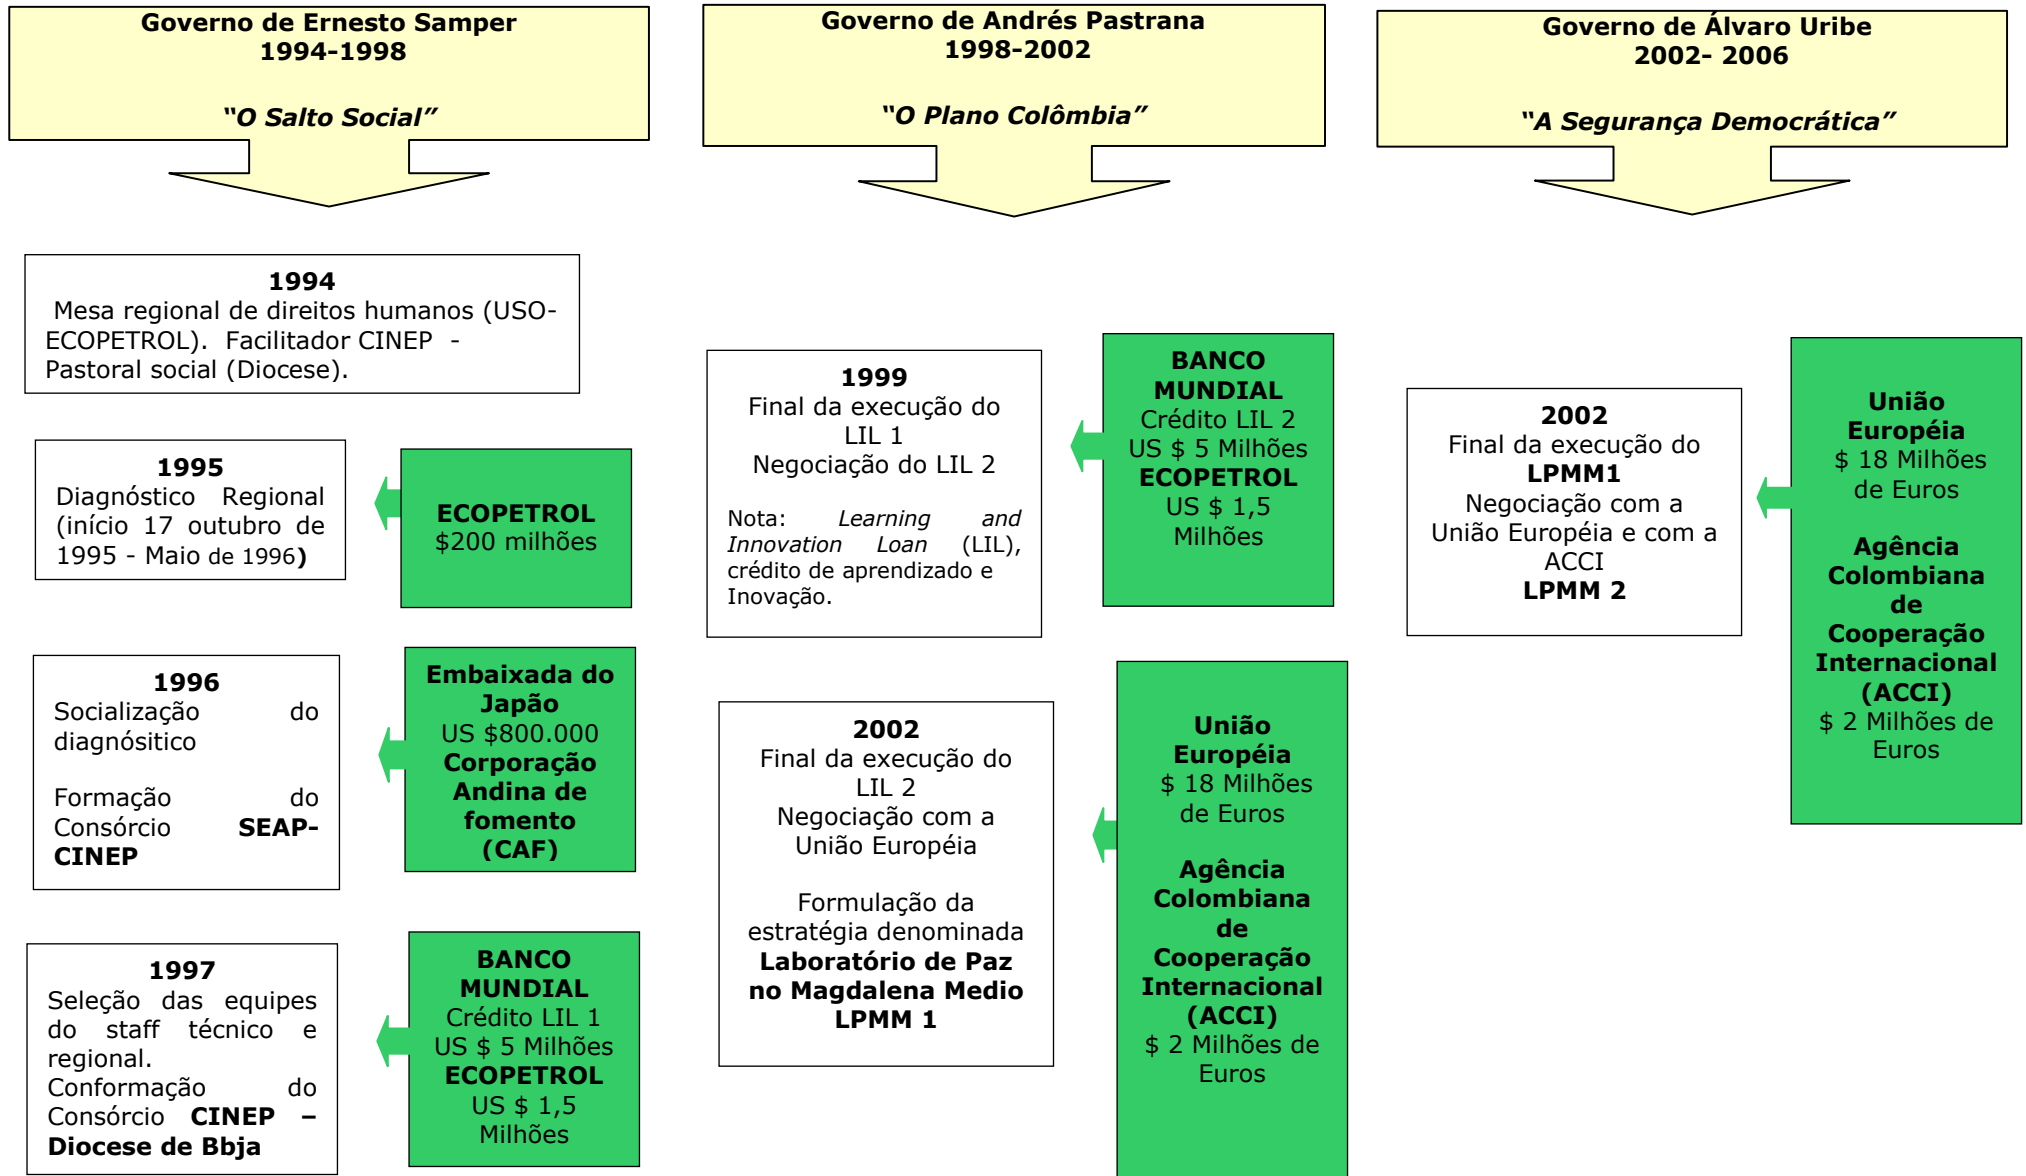 Governo de Ernesto Samper
1994-1998
“O Salto Social”
1994
Mesa regional de direitos humanos (USO-
ECOPETROL). Facilitador CINEP -
Pastoral social (Diocese).
1995
Diagnóstico Regional
(início 17 outubro de
1995 - Maio de 1996)
ECOPETROL
$200 milhões
1996
Socialização do
diagnósitico
Formação do
Consórcio SEAP-
CINEP
Embaixada do
Japão
US $800.000
Corporação
Andina de
fomento
(CAF)
1997
Seleção das equipes
do staff técnico e
regional.
Conformação do
Consórcio CINEP –
Diocese de Bbja
BANCO
MUNDIAL
Crédito LIL 1
US $ 5 Milhões
ECOPETROL
US $ 1,5
Milhões
Governo de Andrés Pastrana
1998-2002
“O Plano Colômbia”
1999
Final da execução do
LIL 1
Negociação do LIL 2
Nota: Learning and
Innovation Loan (LIL),
crédito de aprendizado e
Inovação.
BANCO
MUNDIAL
Crédito LIL 2
US $ 5 Milhões
ECOPETROL
US $ 1,5
Milhões
2002
Final da execução do
LIL 2
Negociação com a
União Européia
Formulação da
estratégia denominada
Laboratório de Paz
no Magdalena Medio
LPMM 1
União
Européia
$ 18 Milhões
de Euros
Agência
Colombiana
de
Cooperação
Internacional
(ACCI)
$ 2 Milhões de
Euros
Governo de Álvaro Uribe
2002- 2006
“A Segurança Democrática”
2002
Final da execução do
LPMM1
Negociação com a
União Européia e com a
ACCI
LPMM 2
União
Européia
$ 18 Milhões
de Euros
Agência
Colombiana
de
Cooperação
Internacional
(ACCI)
$ 2 Milhões de
Euros